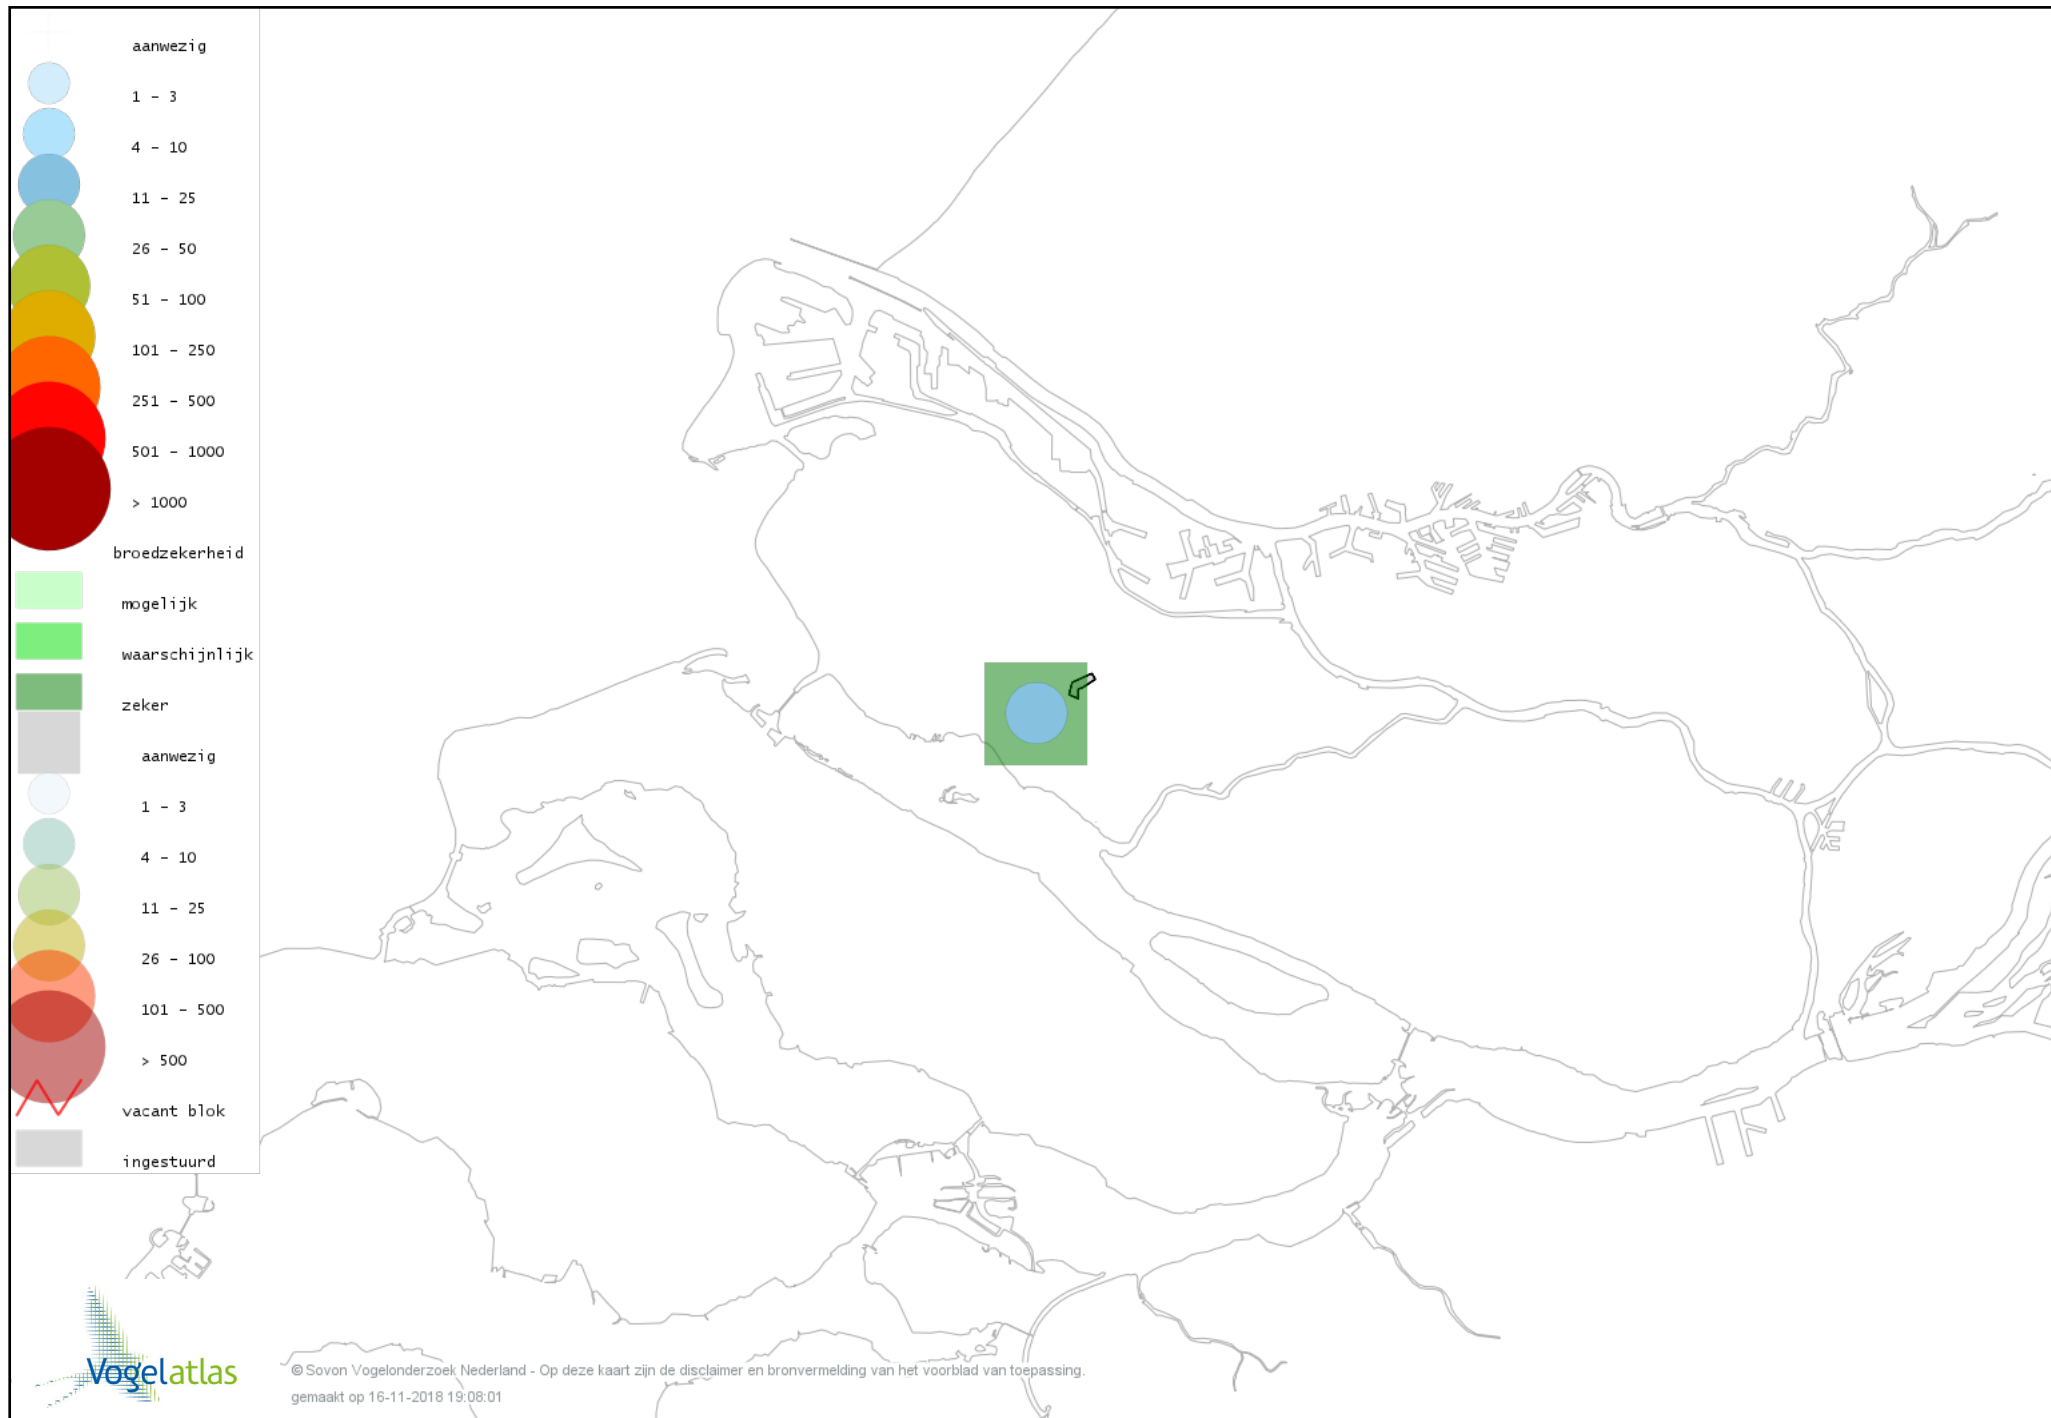 aanwezig
1 - 3
4 - 10
11 - 25
26 - 50
51 - 100
101 - 250
251 - 500
501 - 1000
> 1000
broedzekerheid
mogelijk
waarschijnlijk
zeker
aanwezig
1 - 3
4 - 10
11 - 25
26 - 100
101 - 500
> 500
vacant blok
ingestuurd
Vogelatlas
© Sovon Vogelonderzoek Nederland - Op deze kaart zijn de disclaimer en bronvermelding van het voorblad van toepassing.
gemaakt op 16-11-2018 19:08:01